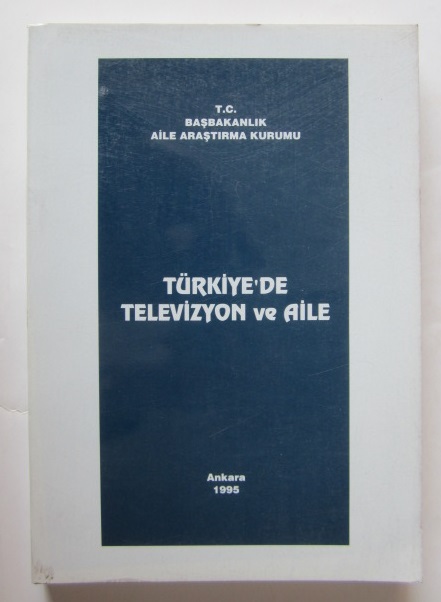 T.C.
BAŞBAKANLIK
AİLE ARAŞTIRMA KURUMU
TÜRKİYE'DE
TELEVİZYON ve AİLE
Ankara
1995